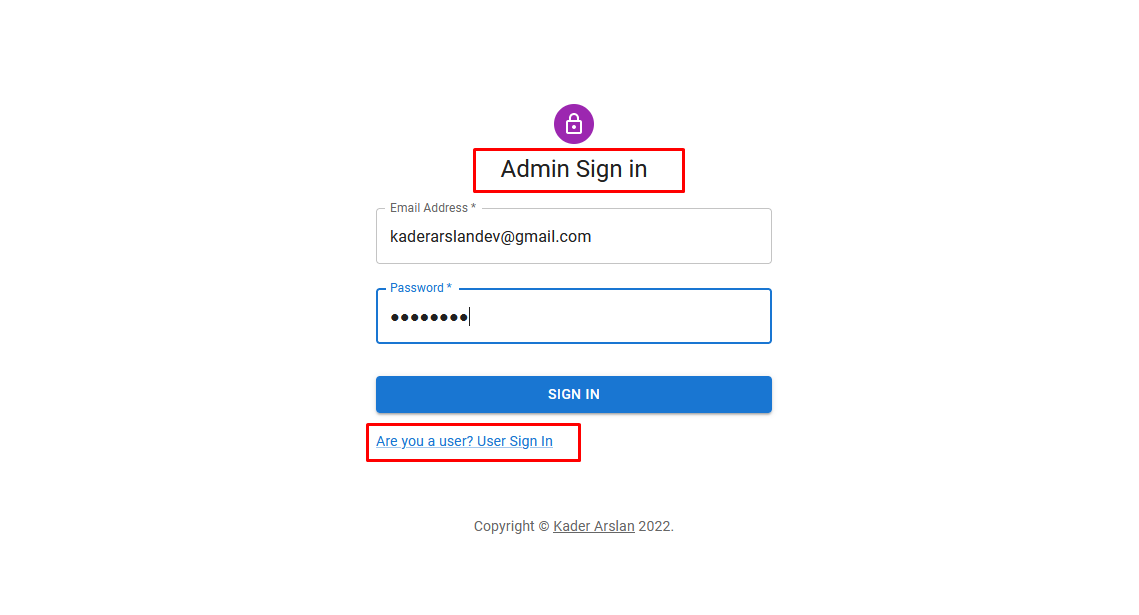 Admin Sign in
Email Address *
kaderarslandev@gmail.com
Password *
••••••••
SIGN IN
Are you a user? User Sign In
Copyright © Kader Arslan 2022.